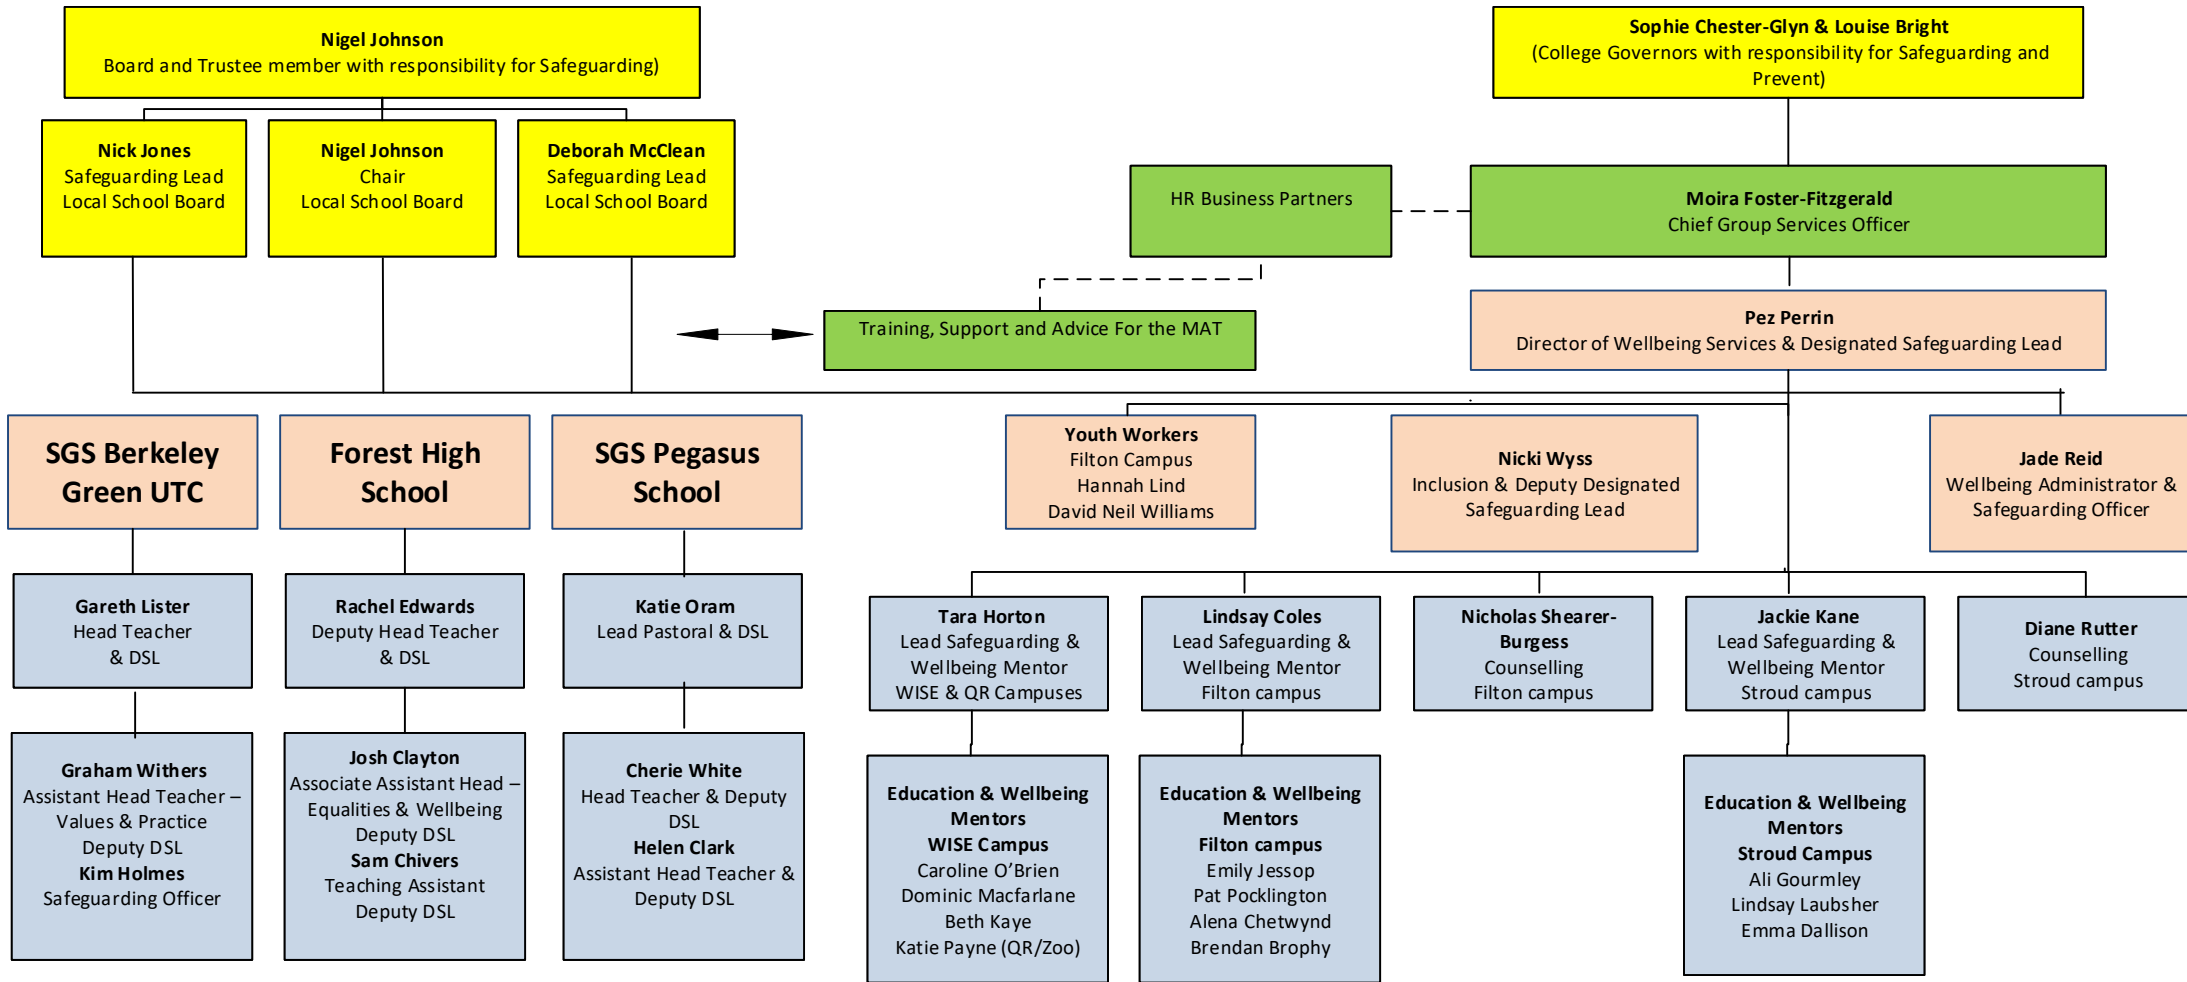 Nigel Johnson
Board and Trustee member with responsibility for Safeguarding)
Sophie Chester-Glyn & Louise Bright
(College Governors with responsibility for Safeguarding and
Prevent)
Nick Jones
Safeguarding Lead
Local School Board
Nigel Johnson
Chair
Local School Board
Deborah McClean
Safeguarding Lead
Local School Board
HR Business Partners
Moira Foster-Fitzgerald
Chief Group Services Officer
Training, Support and Advice For the MAT
Pez Perrin
Director of Wellbeing Services & Designated Safeguarding Lead
SGS Berkeley
Green UTC
Forest High
School
SGS Pegasus
School
Youth Workers
Filton Campus
Hannah Lind
David Neil Williams
Nicki Wyss
Inclusion & Deputy Designated
Safeguarding Lead
Jade Reid
Wellbeing Administrator &
Safeguarding Officer
Gareth Lister
Head Teacher
& DSL
Rachel Edwards
Deputy Head Teacher
& DSL
Katie Oram
Lead Pastoral & DSL
Tara Horton
Lead Safeguarding &
Wellbeing Mentor
WISE & QR Campuses
Lindsay Coles
Lead Safeguarding &
Wellbeing Mentor
Filton campus
Nicholas Shearer-
Burgess
Counselling
Filton campus
Jackie Kane
Lead Safeguarding &
Wellbeing Mentor
Stroud campus
Diane Rutter
Counselling
Stroud campus
Graham Withers
Assistant Head Teacher –
Values & Practice
Deputy DSL
Kim Holmes
Safeguarding Officer
Josh Clayton
Associate Assistant Head –
Equalities & Wellbeing
Deputy DSL
Sam Chivers
Teaching Assistant
Deputy DSL
Cherie White
Head Teacher & Deputy
DSL
Helen Clark
Assistant Head Teacher &
Deputy DSL
Education & Wellbeing
Mentors
WISE Campus
Caroline O’Brien
Dominic Macfarlane
Beth Kaye
Katie Payne (QR/Zoo)
Education & Wellbeing
Mentors
Filton campus
Emily Jessop
Pat Pocklington
Alena Chetwynd
Brendan Brophy
Education & Wellbeing
Mentors
Stroud Campus
Ali Gourmley
Lindsay Laubsher
Emma Dallison